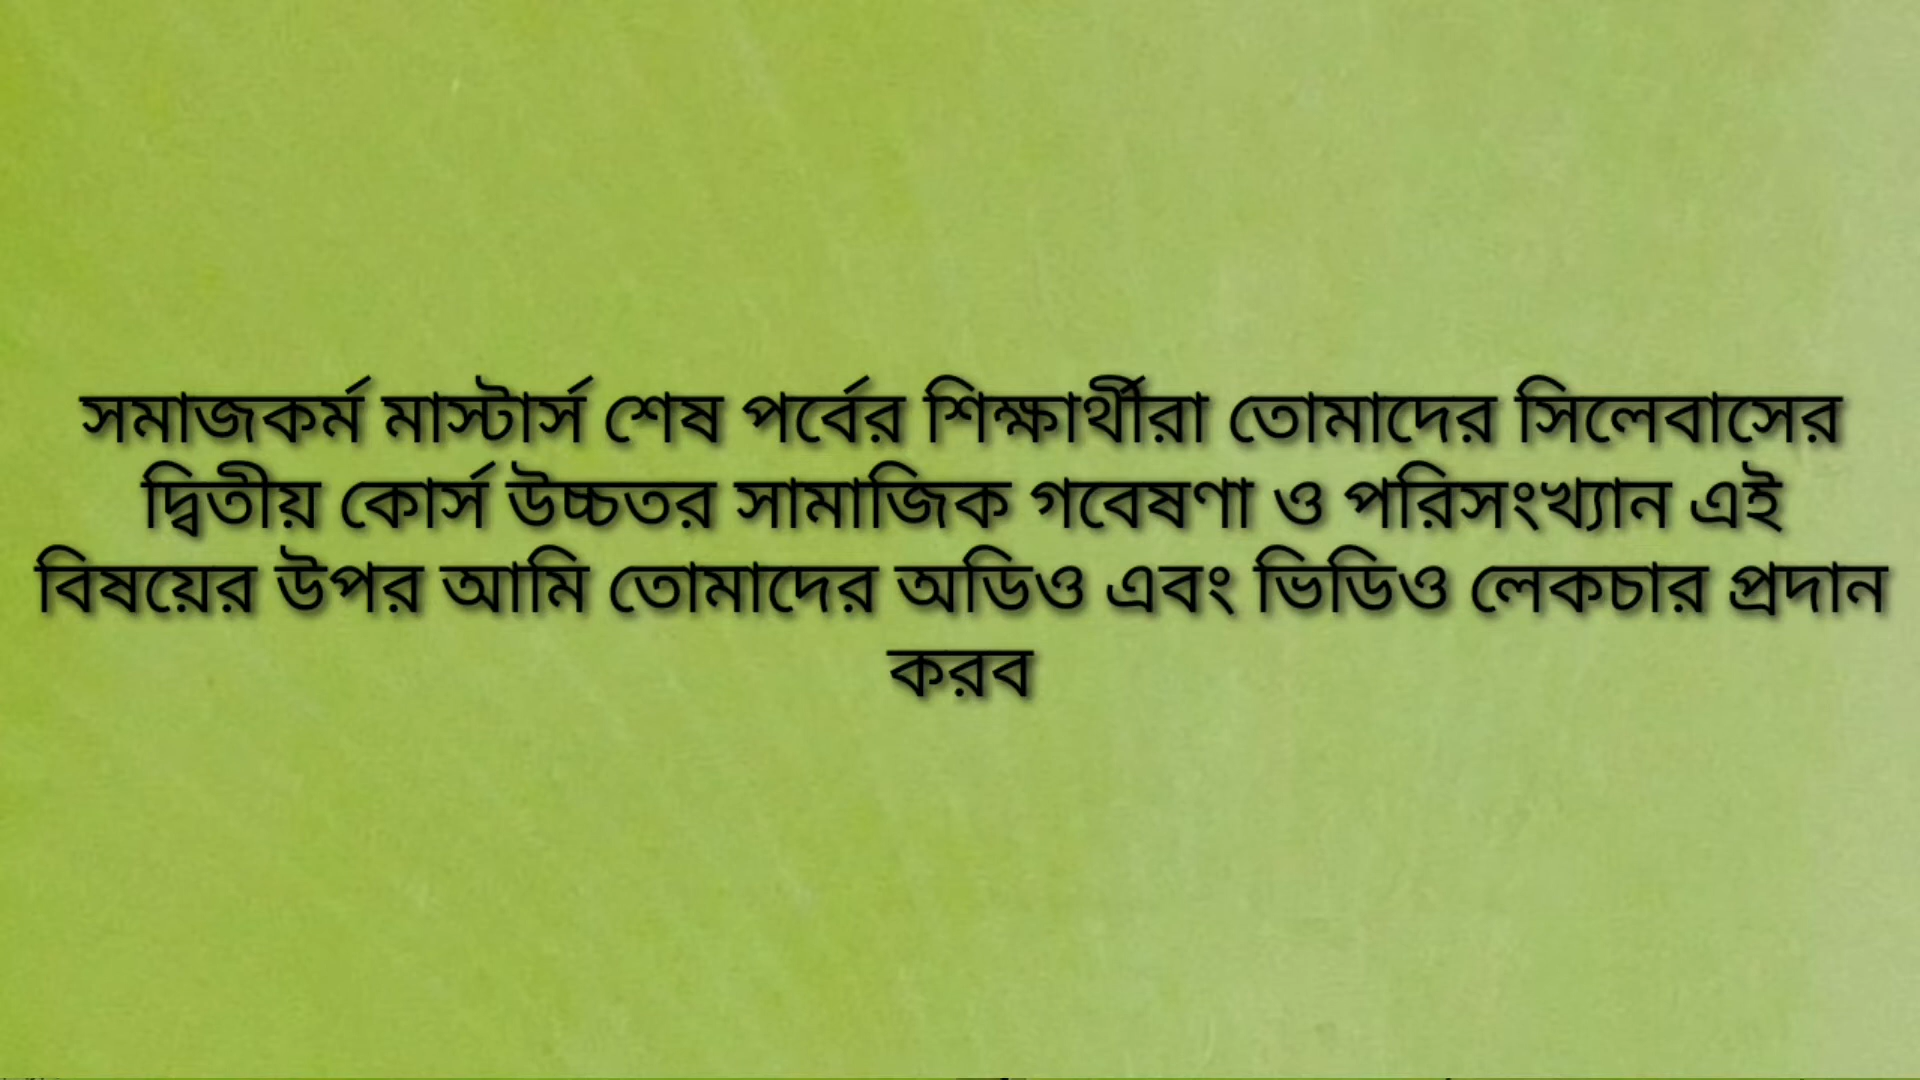 সমাজকর্ম মাস্টার্স শেষ পর্বের শিক্ষার্থীরা তোমাদের সিলেবাসের
দ্বিতীয় কোর্স উচ্চতর সামাজিক গবেষণা ও পরিসংখ্যান এই
বিষয়ের উপর আমি তোমাদের অডিও এবং ভিডিও লেকচার প্রদান
করব